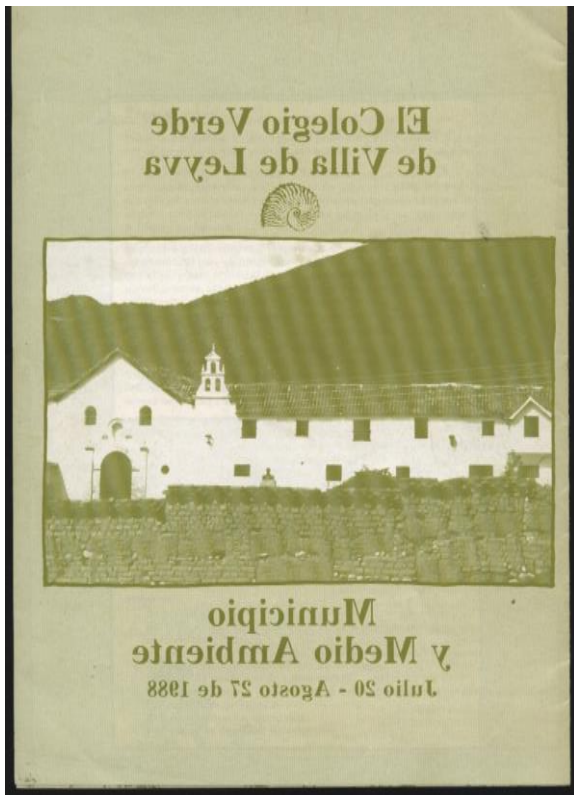 El Colegio Verde
de Villa de Leyva
Municipio
y Medio Ambiente
Julio 20 - Agosto 27 de 1988